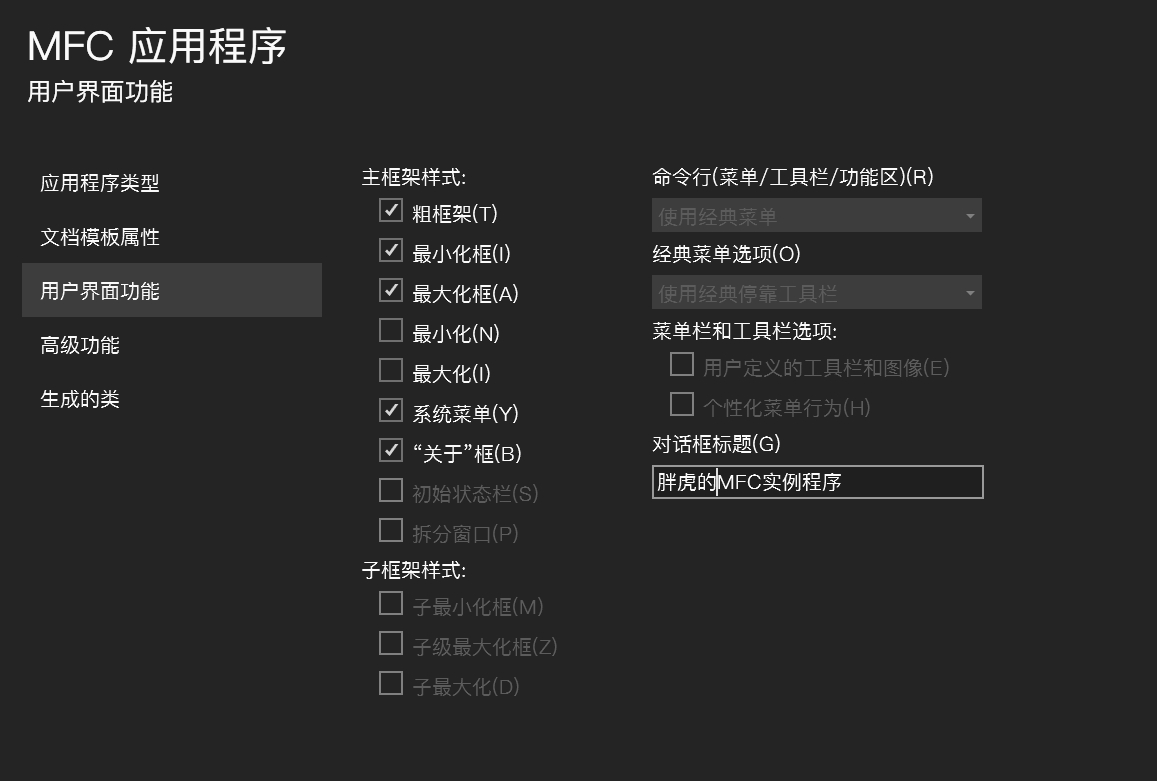 MFC 应用程序
用户界面功能
应用程序类型
文档模板属性
用户界面功能
高级功能
生成的类
主框架样式:
粗框架(T)
最小化框(I)
最大化框(A)
最小化(N)
最大化(I)
系统菜单(Y)
“关于”框(B)
初始状态栏(S)
拆分窗口(P)
子框架样式:
子最小化框(M)
子级最大化框(Z)
子最大化(D)
命令行(菜单/工具栏/功能区)(R)
使用经典菜单
经典菜单选项(O)
使用经典停靠工具栏
菜单栏和工具栏选项:
用户定义的工具栏和图像(E)
个性化菜单行为(H)
对话框标题(G)
胖虎的MFC实例程序